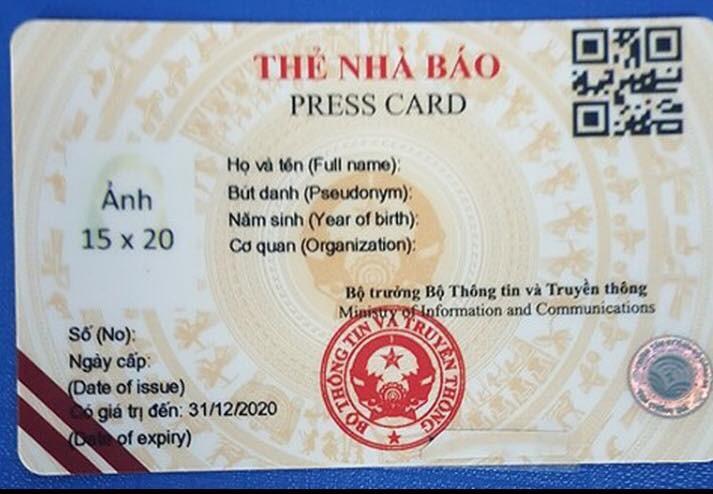 THẺ NHÀ BÁO
PRESS CARD
Ảnh
15 x 20
Họ và tên (Full name):
Bút danh (Pseudonym):
Năm sinh (Year of birth):
Cơ quan (Organization):
Bộ trưởng Bộ Thông tin và Truyền thông
Ministry of Information and Communications
Số (No):
Ngày cấp:
(Date of issue)
Có giá trị đến: 31/12/2020
(Date of expiry)
BỘ THÔNG TIN VÀ TRUYỀN THÔNG